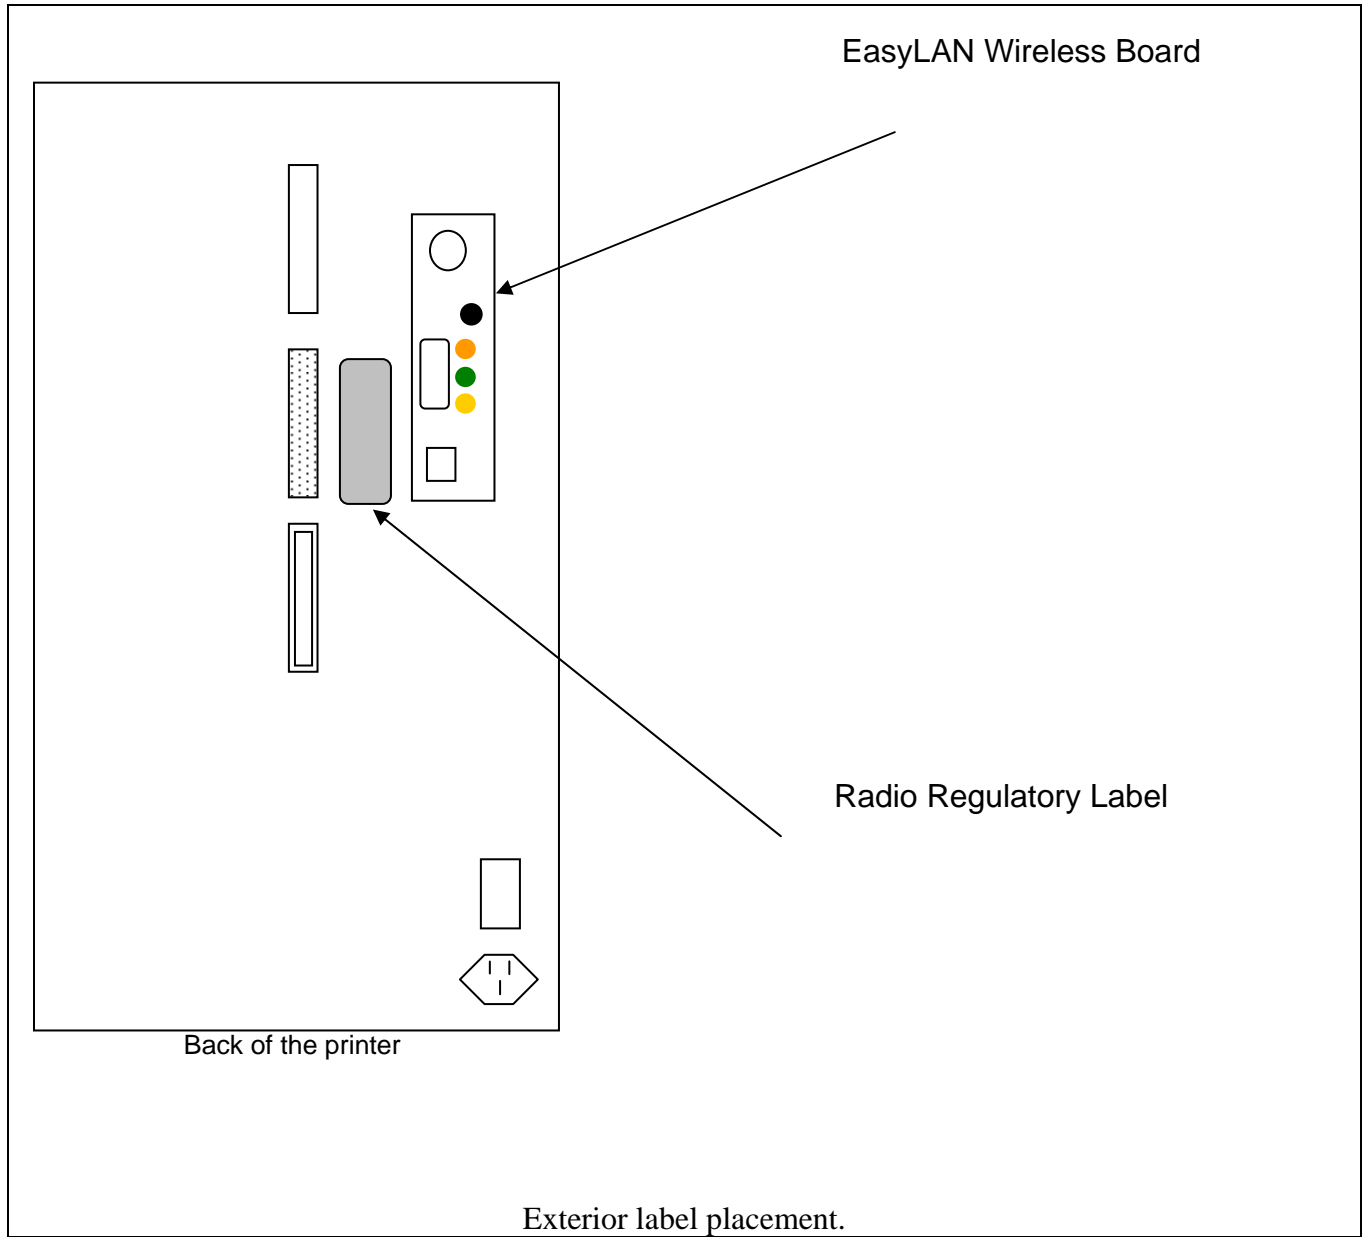 EasyLAN Wireless Board
Radio Regulatory Label
Back of the printer
Exterior label placement.